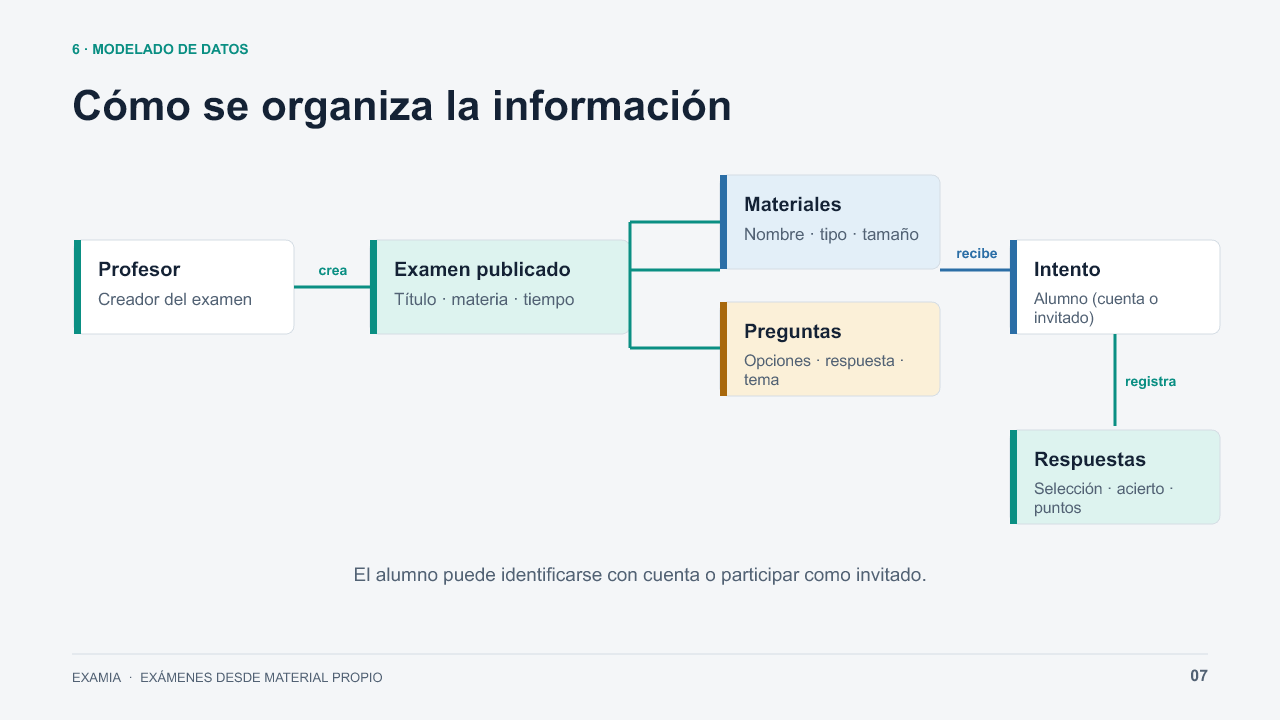 6 · MODELADO DE DATOS
Cómo se organiza la información
Profesor
Creador del examen
crea
Examen publicado
Título · materia · tiempo
Materiales
Nombre · tipo · tamaño
Preguntas
Opciones · respuesta ·
tema
recibe
Intento
Alumno (cuenta o
invitado)
registra
Respuestas
Selección · acierto ·
puntos
El alumno puede identificarse con cuenta o participar como invitado.
EXAMIA · EXÁMENES DESDE MATERIAL PROPIO
07